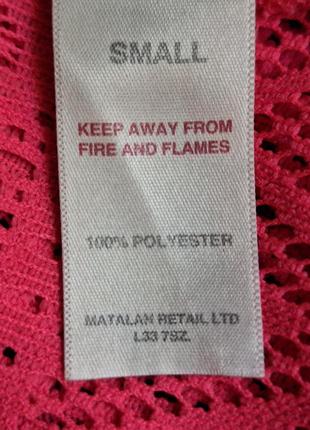 SMALL
KEEP AWAY FROM
FIRE AND FLAMES
100% POLYESTER
MATALAN RETAIL LTD
L33 7SZ.